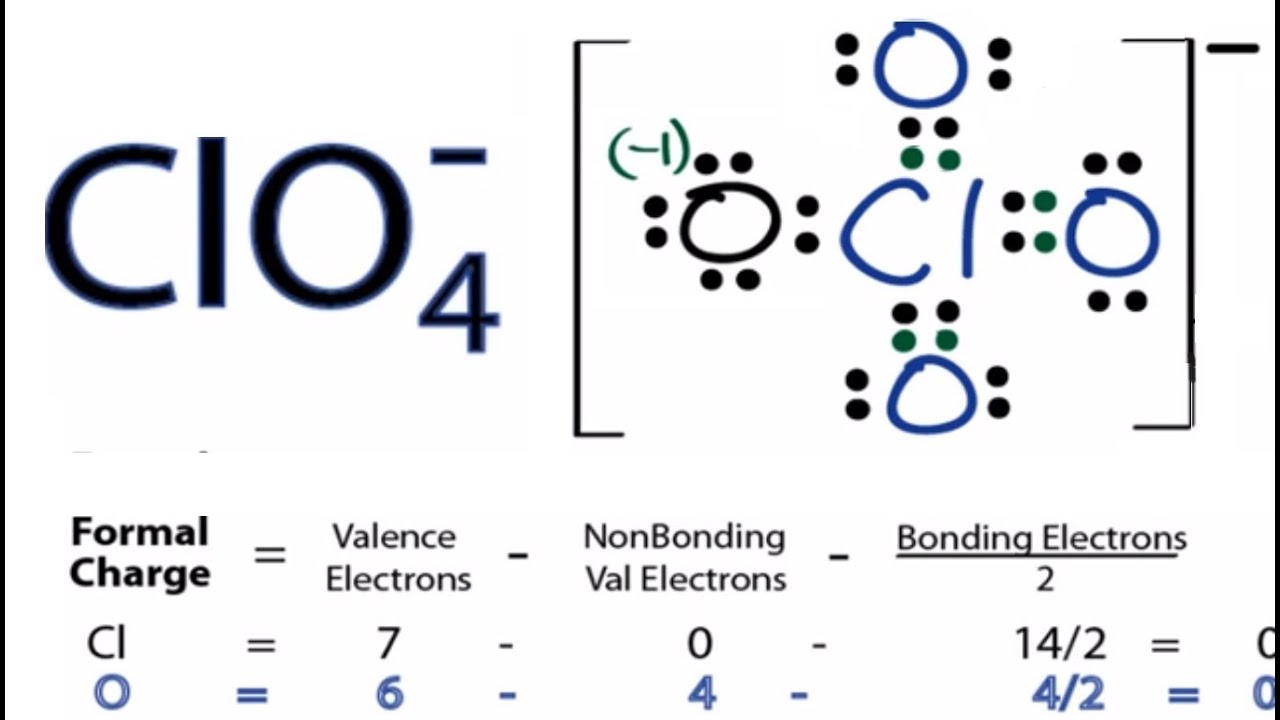 ClO4-
-
O
(-1)
O Cl O
O
Formal Charge = Valence Electrons - NonBonding Val Electrons - Bonding Electrons / 2
Cl = 7 - 0 - 14/2 = 0
O = 6 - 4 - 4/2 = 0